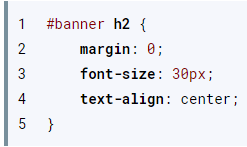 1 #banner h2 {
2     margin: 0;
3     font-size: 30px;
4     text-align: center;
5 }